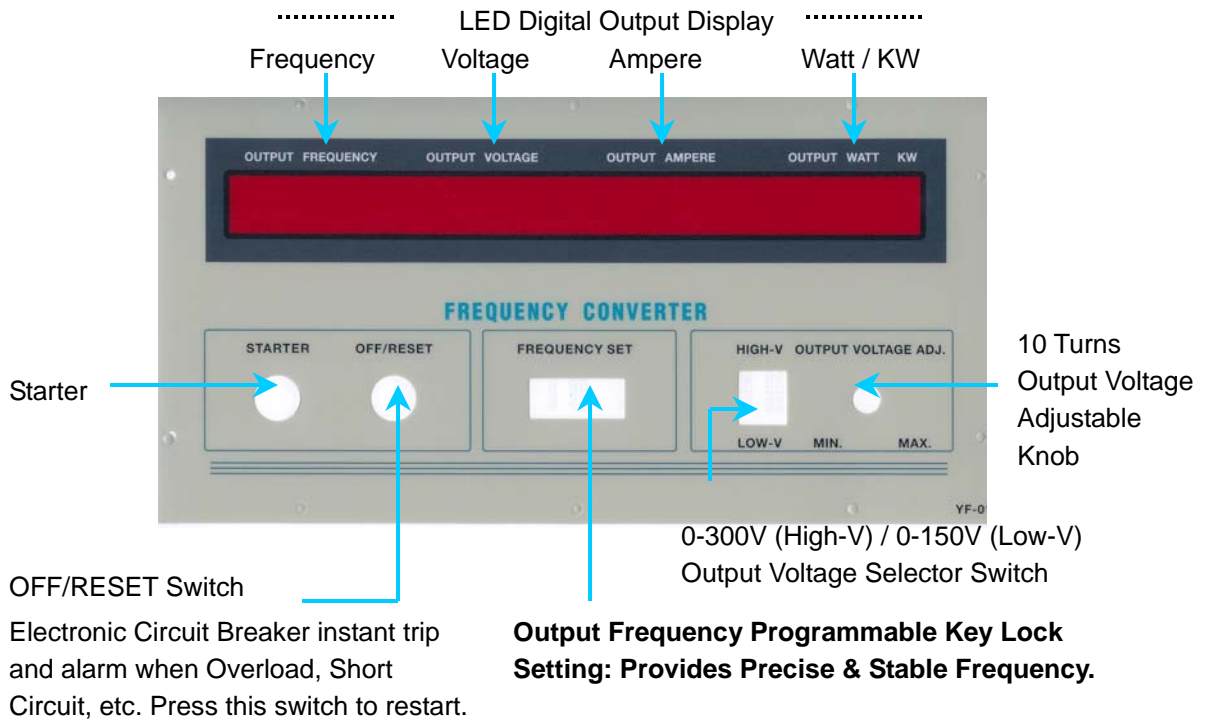 LED Digital Output Display
Frequency Voltage Ampere Watt / KW
OUTPUT FREQUENCY OUTPUT VOLTAGE OUTPUT AMPERE OUTPUT WATT KW
FREQUENCY CONVERTER
STARTER OFF/RESET FREQUENCY SET HIGH-V OUTPUT VOLTAGE ADJ.
LOW-V MIN. MAX.
Starter
10 Turns
Output Voltage
Adjustable
Knob
0-300V (High-V) / 0-150V (Low-V)
Output Voltage Selector Switch
OFF/RESET Switch
Electronic Circuit Breaker instant trip
and alarm when Overload, Short
Circuit, etc. Press this switch to restart.
Output Frequency Programmable Key Lock
Setting: Provides Precise & Stable Frequency.